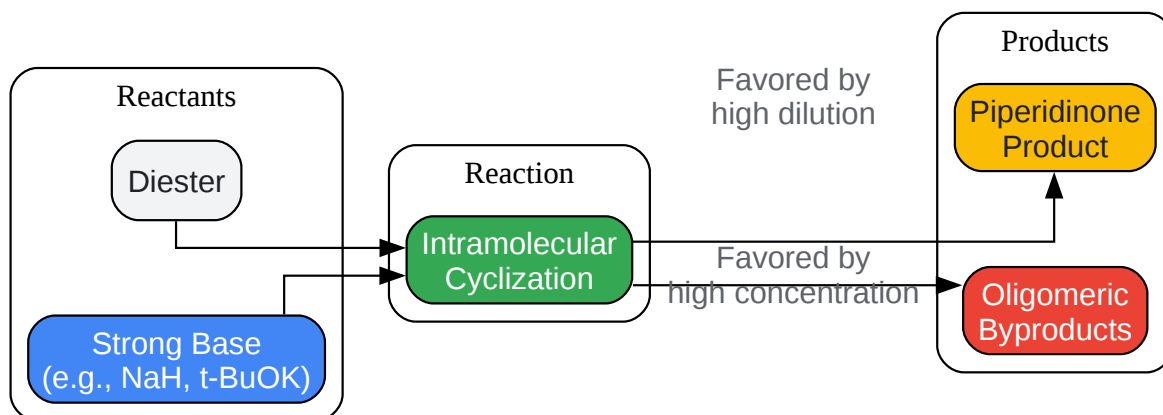 Reactants
Diester
Strong Base
(e.g., NaH, t-BuOK)
Reaction
Intramolecular
Cyclization
Favored by
high dilution
Favored by
high concentration
Products
Piperidinone
Product
Oligomeric
Byproducts